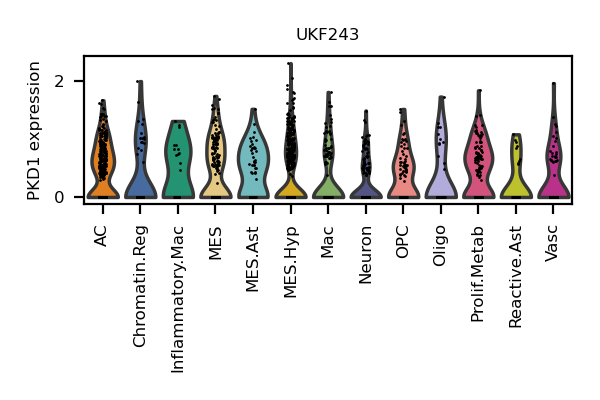 UKF243
PKD1 expression
2
0
AC
Chromatin.Reg
Inflammatory.Mac
MES
MES.Ast
MES.Hyp
Mac
Neuron
OPC
Oligo
Prolif.Metab
Reactive.Ast
Vasc